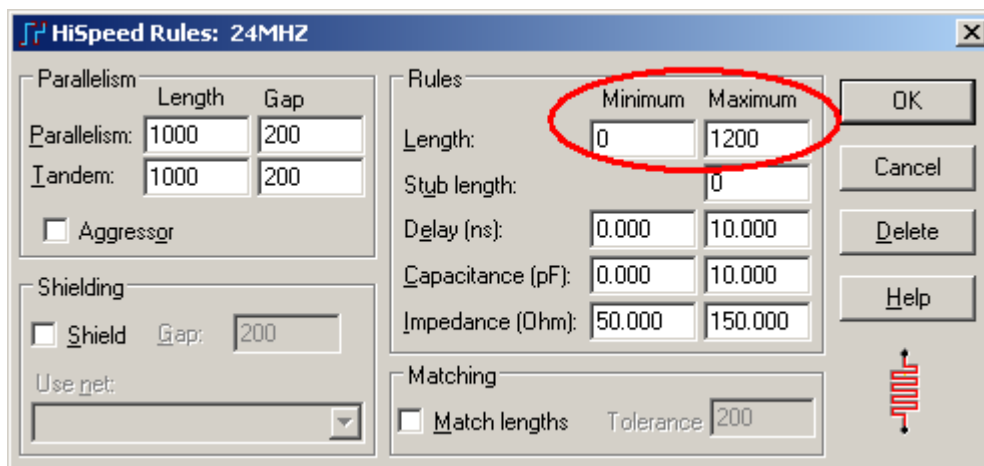 HiSpeed Rules: 24MHZ
Parallelism
Length Gap
Parallelism: 1000 200
Tandem: 1000 200
Aggressor
Shielding
Shield Gap: 200
Use net:
Rules
Minimum Maximum
Length: 0 1200
Stub length: 0
Delay (ns): 0.000 10.000
Capacitance (pF): 0.000 10.000
Impedance (Ohm): 50.000 150.000
Matching
Match lengths Tolerance 200
OK
Cancel
Delete
Help